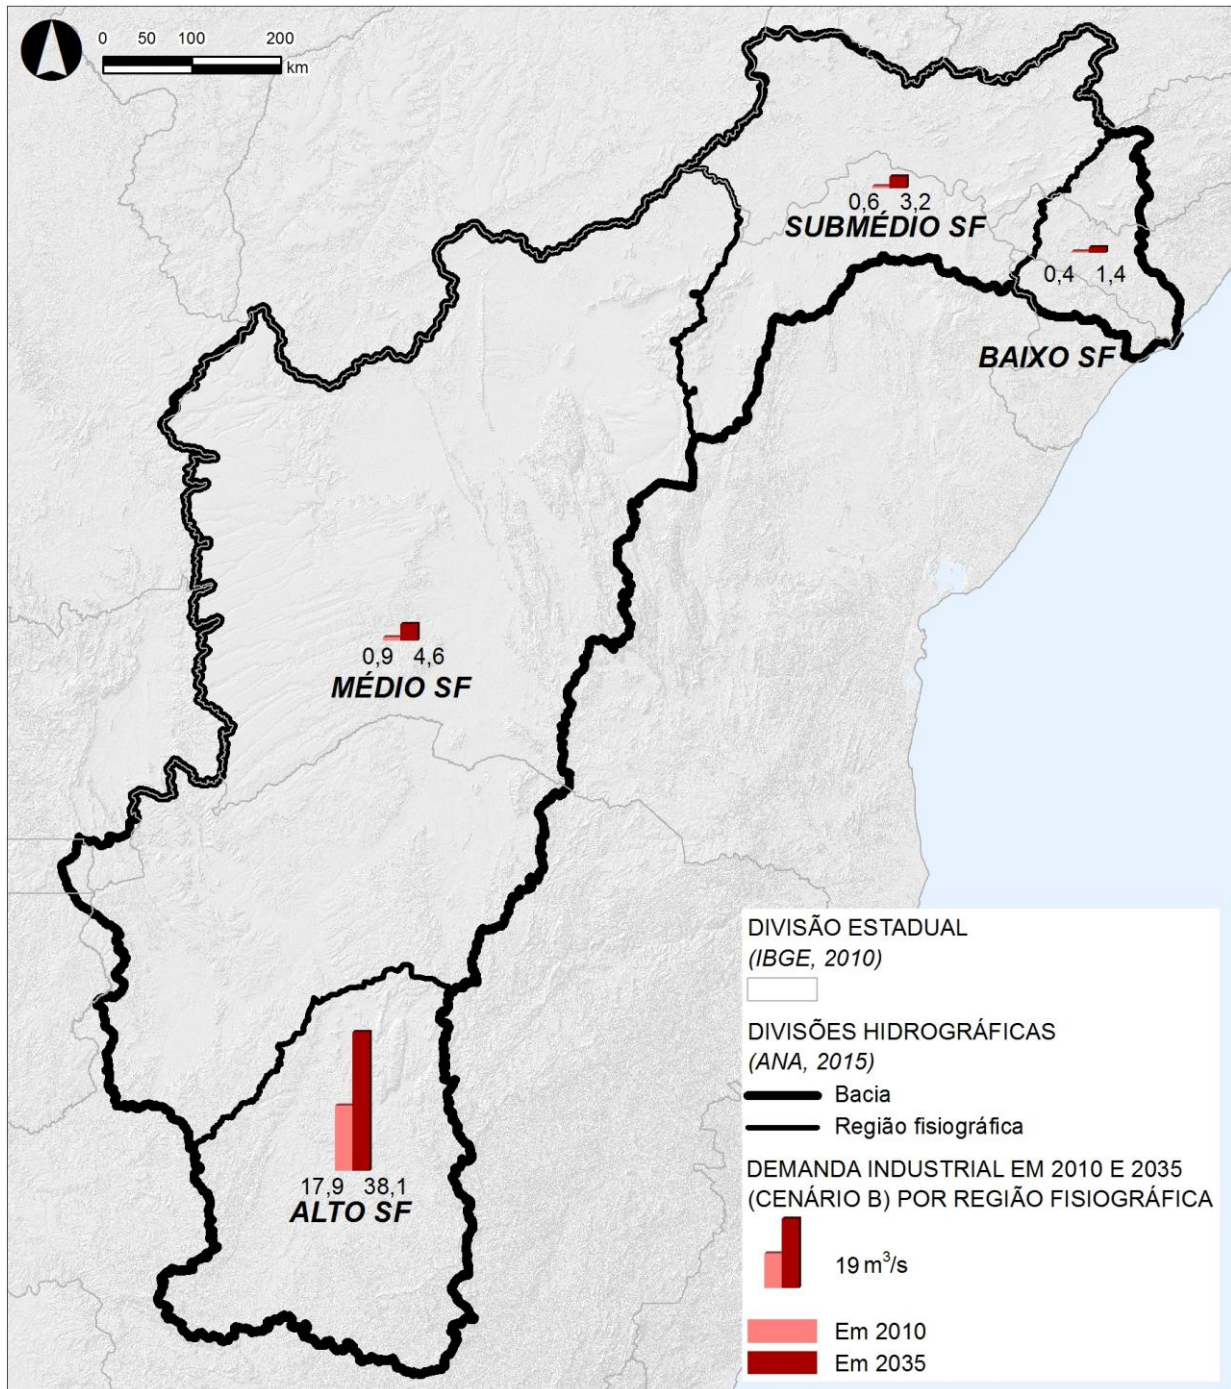 0 50 100 200
km
0,6 3,2
SUBMÉDIO SF
0,4 1,4
BAIXO SF
0,9 4,6
MÉDIO SF
17,9 38,1
ALTO SF
DIVISÃO ESTADUAL
(IBGE, 2010)
DIVISÕES HIDROGRÁFICAS
(ANA, 2015)
Bacia
Região fisiográfica
DEMANDA INDUSTRIAL EM 2010 E 2035
(CENÁRIO B) POR REGIÃO FISIOGRÁFICA
19 m³/s
Em 2010
Em 2035